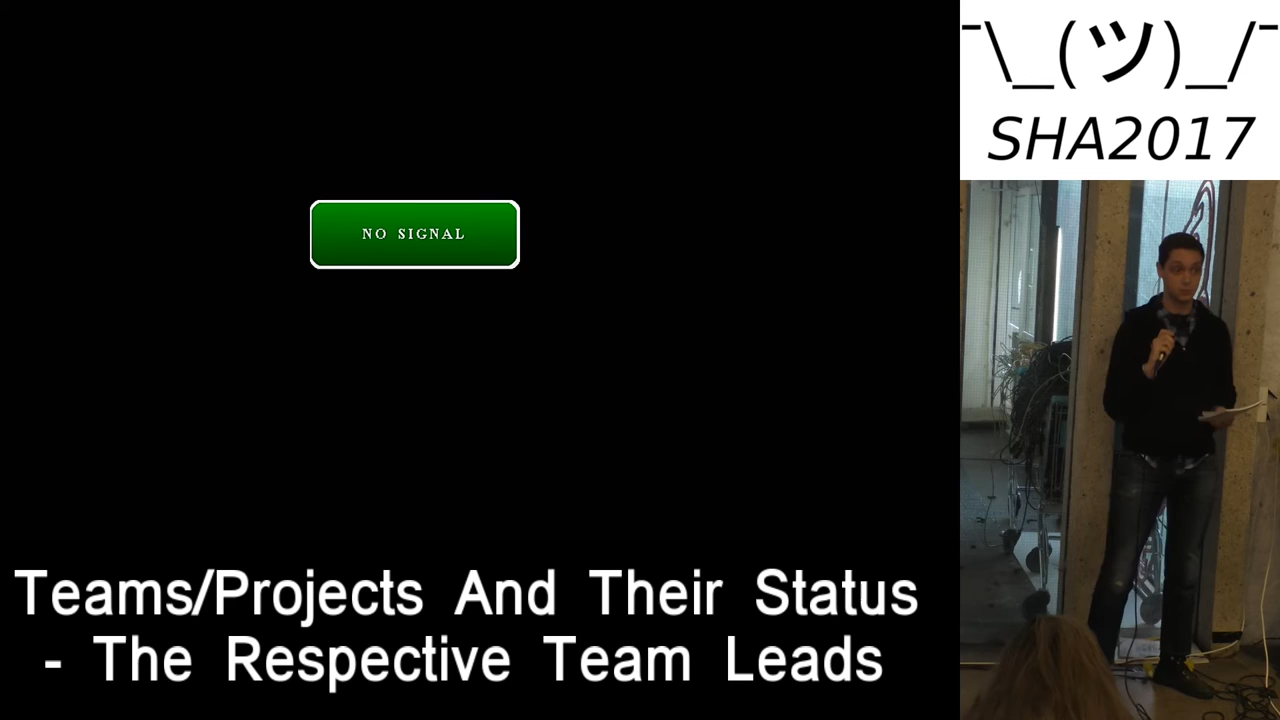 NO SIGNAL
¯\_(ツ)_/¯
SHA2017
Teams/Projects And Their Status
- The Respective Team Leads